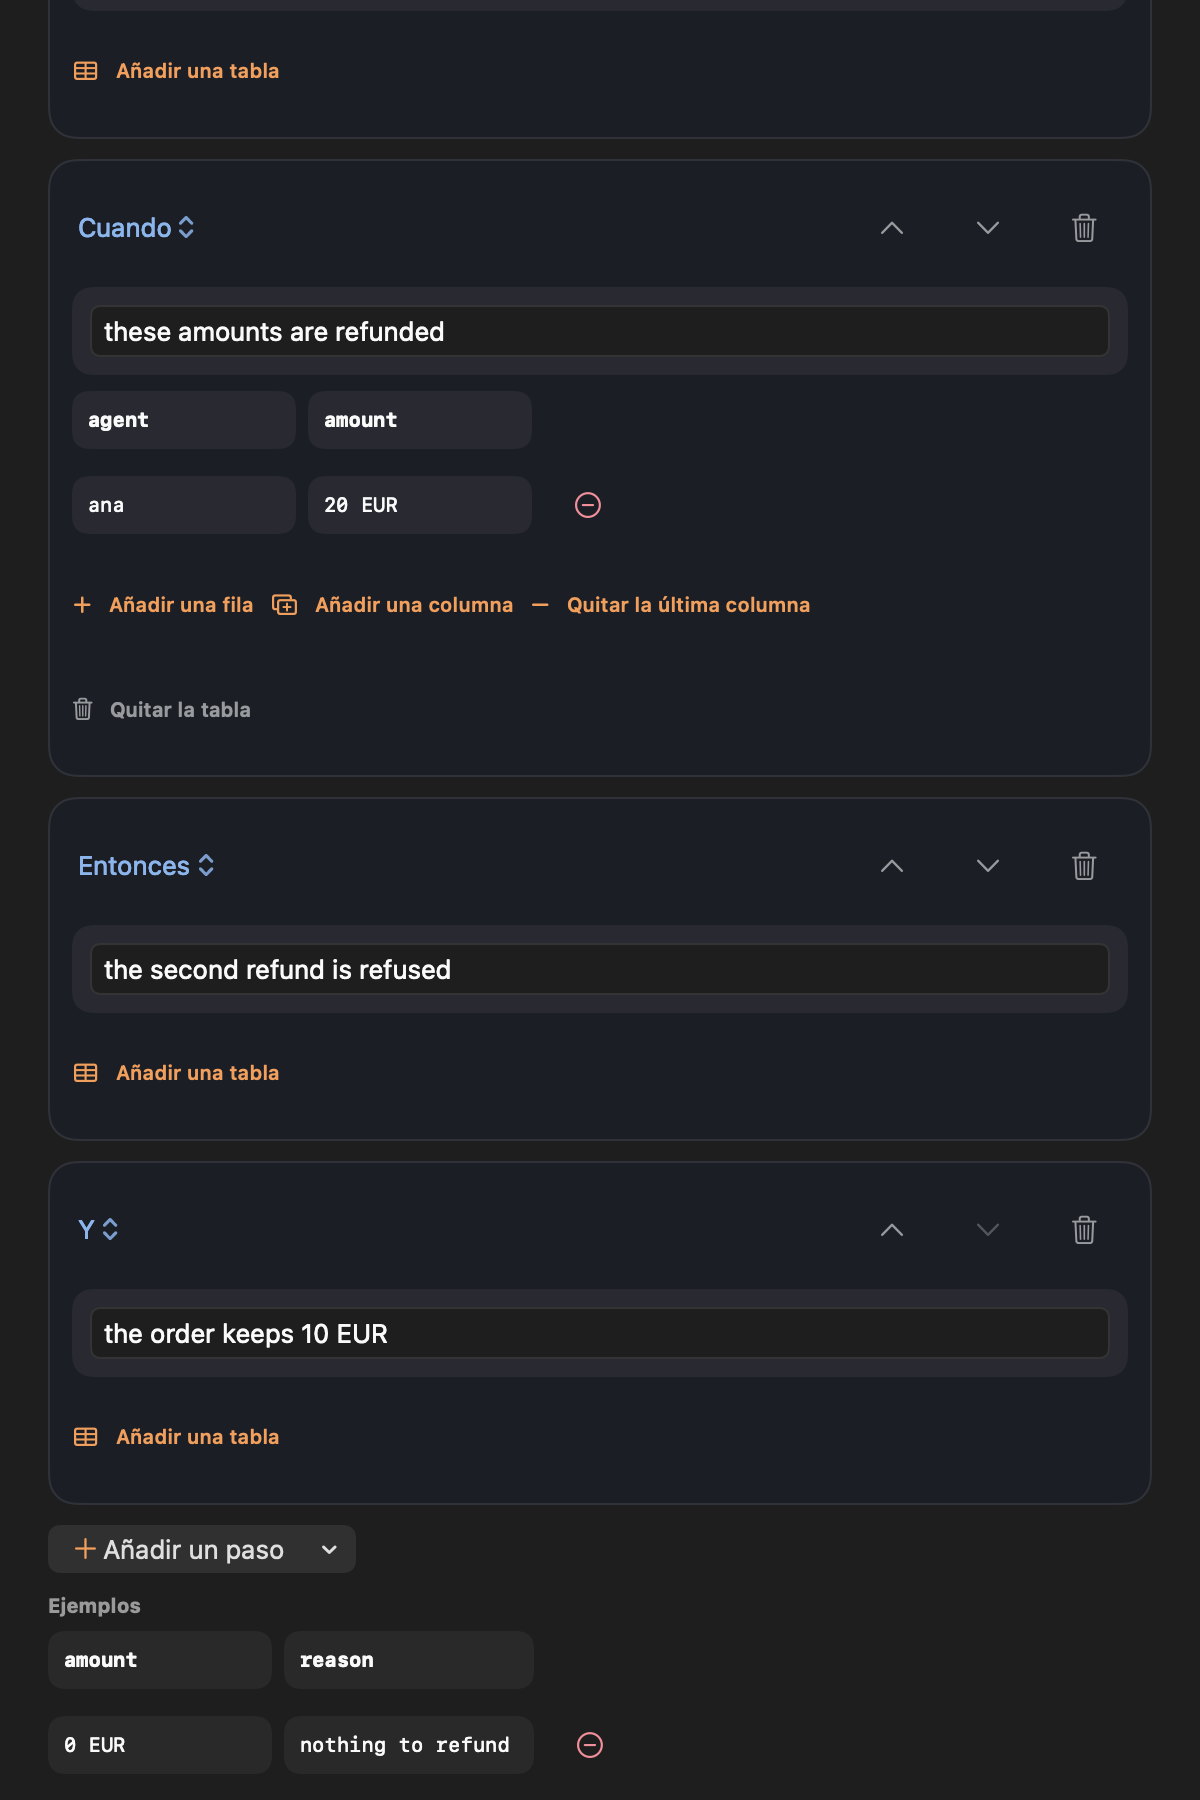 Añadir una tabla
Cuando
these amounts are refunded
agent amount
ana 20 EUR
Añadir una fila Añadir una columna Quitar la última columna
Quitar la tabla
Entonces
the second refund is refused
Añadir una tabla
Y
the order keeps 10 EUR
Añadir una tabla
Añadir un paso
Ejemplos
amount reason
0 EUR nothing to refund